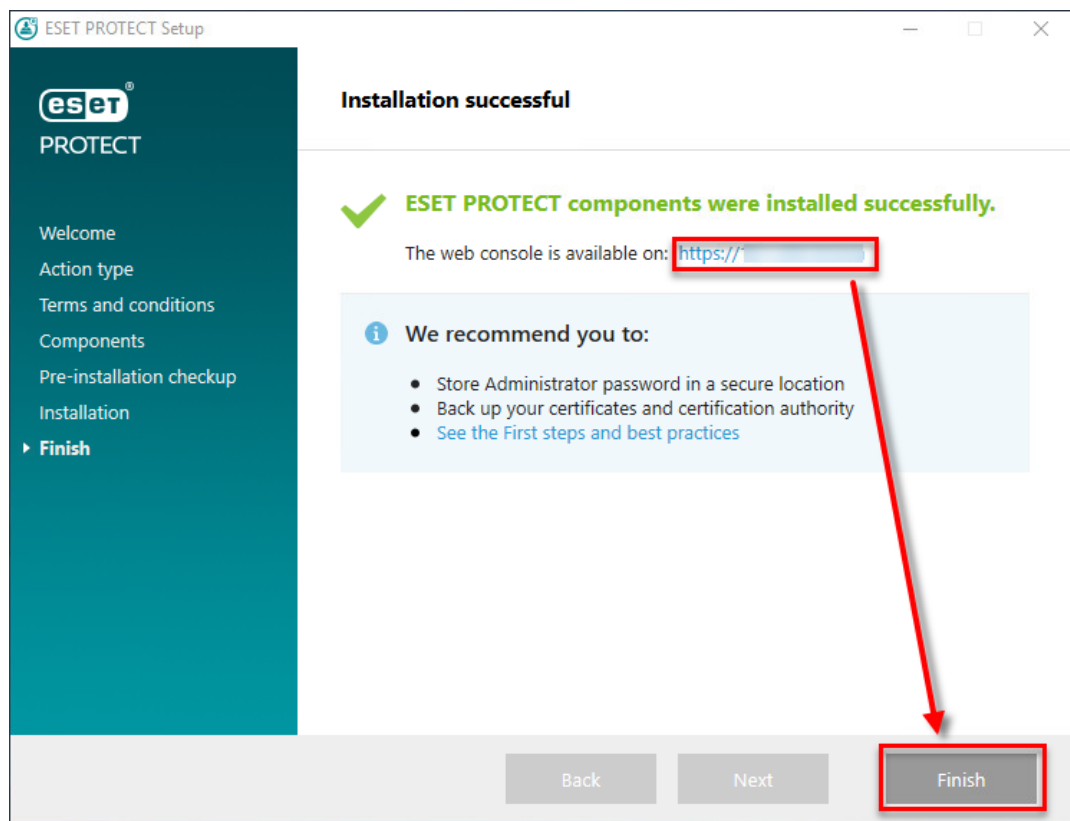 ESET PROTECT Setup
eseT®
PROTECT
Welcome
Action type
Terms and conditions
Components
Pre-installation checkup
Installation
Finish
Installation successful
ESET PROTECT components were installed successfully.
The web console is available on: https://
We recommend you to:
Store Administrator password in a secure location
Back up your certificates and certification authority
See the First steps and best practices
Back
Next
Finish